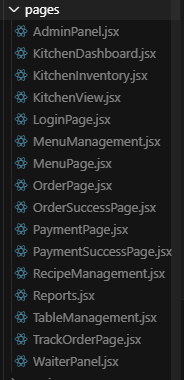 pages
AdminPanel.jsx
KitchenDashboard.jsx
KitchenInventory.jsx
KitchenView.jsx
LoginPage.jsx
MenuManagement.jsx
MenuPage.jsx
OrderPage.jsx
OrderSuccessPage.jsx
PaymentPage.jsx
PaymentSuccessPage.jsx
RecipeManagement.jsx
Reports.jsx
TableManagement.jsx
TrackOrderPage.jsx
WaiterPanel.jsx